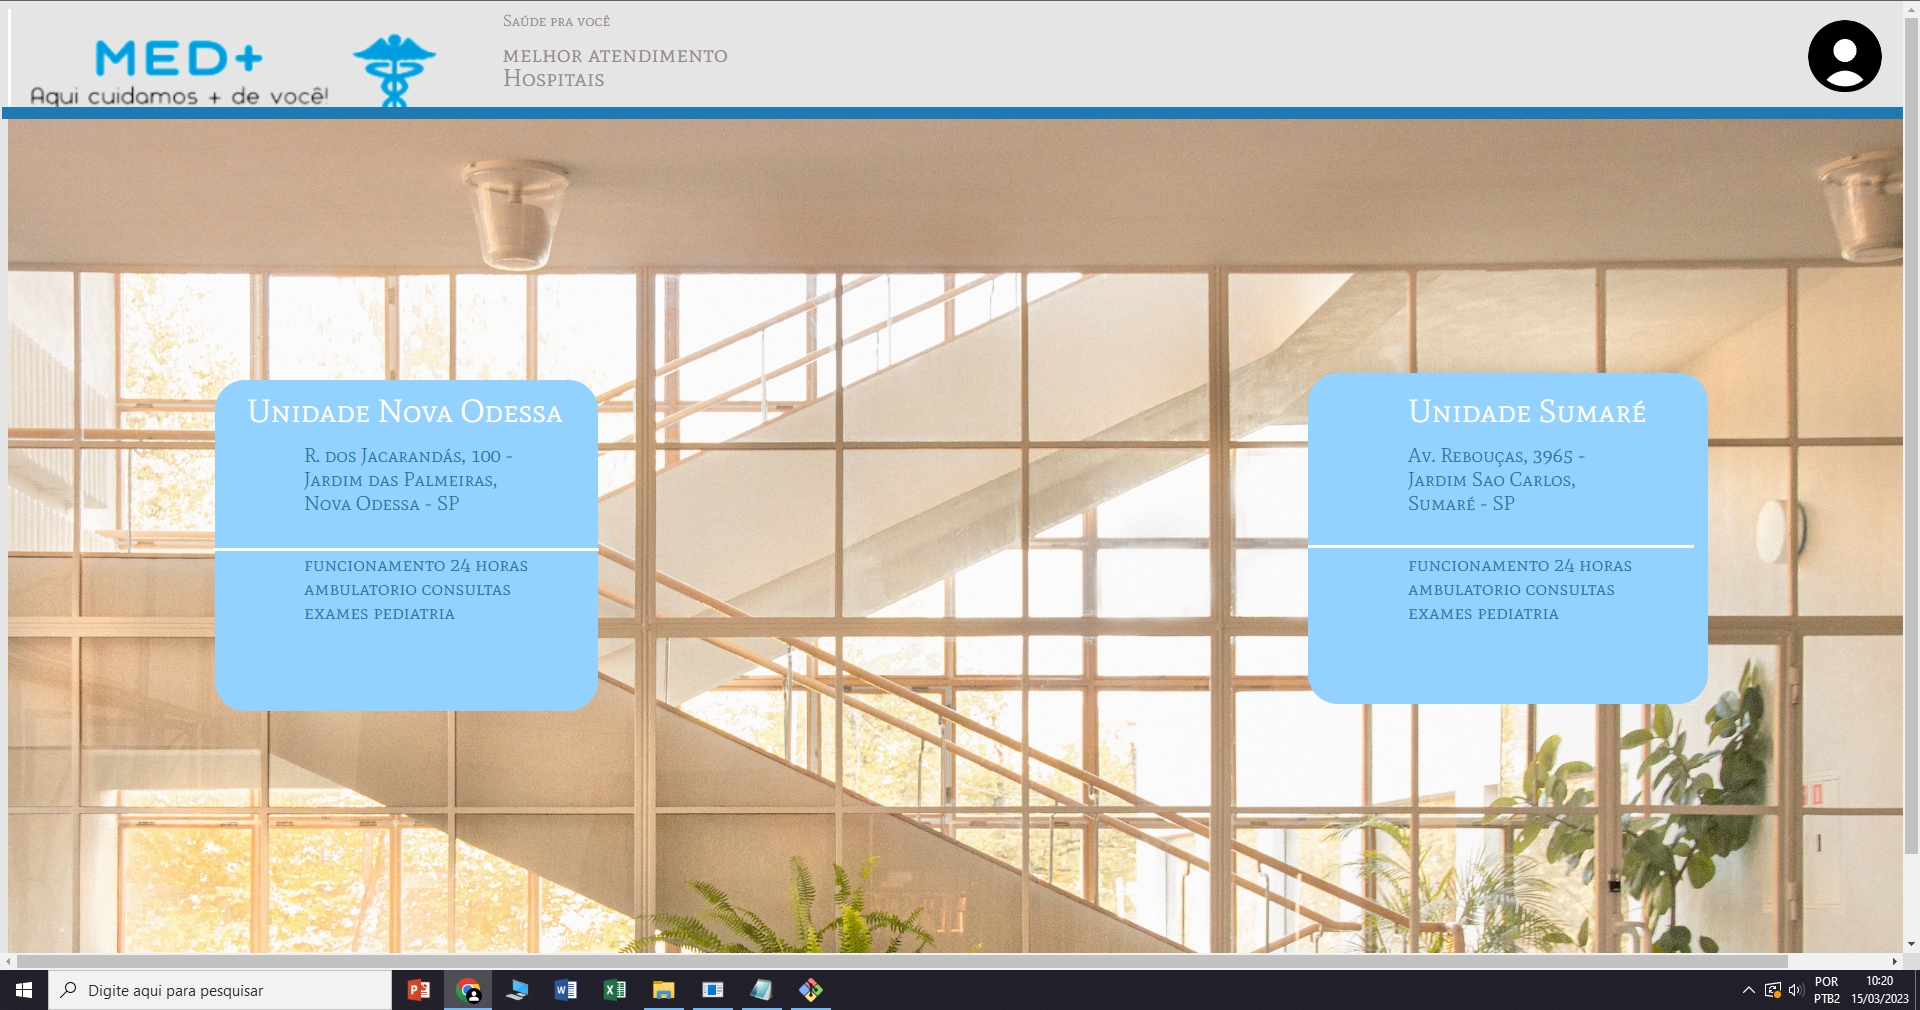 MED+
Aqui cuidamos + de você!
Saúde pra você
melhor atendimento
Hospitais
Unidade Nova Odessa
R. dos Jacarandás, 100 -
Jardim das Palmeiras,
Nova Odessa - SP
funcionamento 24 horas
ambulatorio consultas
exames pediatria
Unidade Sumaré
Av. Rebouças, 3965 -
Jardim Sao Carlos,
Sumaré - SP
funcionamento 24 horas
ambulatorio consultas
exames pediatria
Digite aqui para pesquisar
POR
PTB2
10:20
15/03/2023